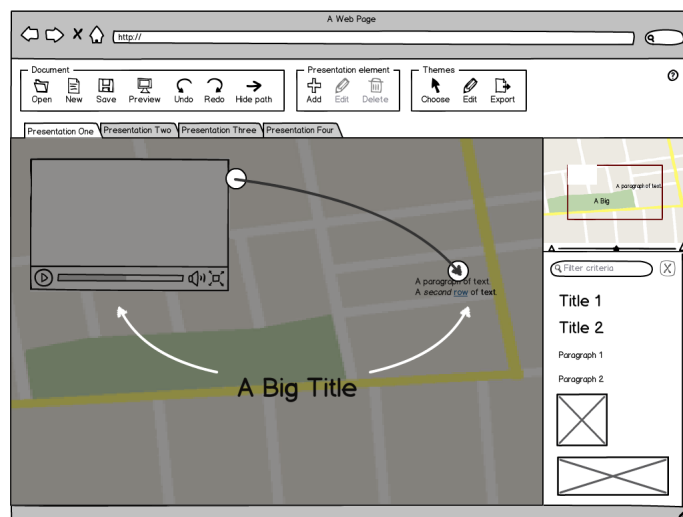 A Web Page
http://
Document
Open New Save Preview Undo Redo Hide path
Presentation element
Add Edit Delete
Themes
Choose Edit Export
?
Presentation One
Presentation Two
Presentation Three
Presentation Four
A paragraph of text.
A second row of text.
A Big Title
A paragraph of text.
A Big
Filter criteria
X
Title 1
Title 2
Paragraph 1
Paragraph 2